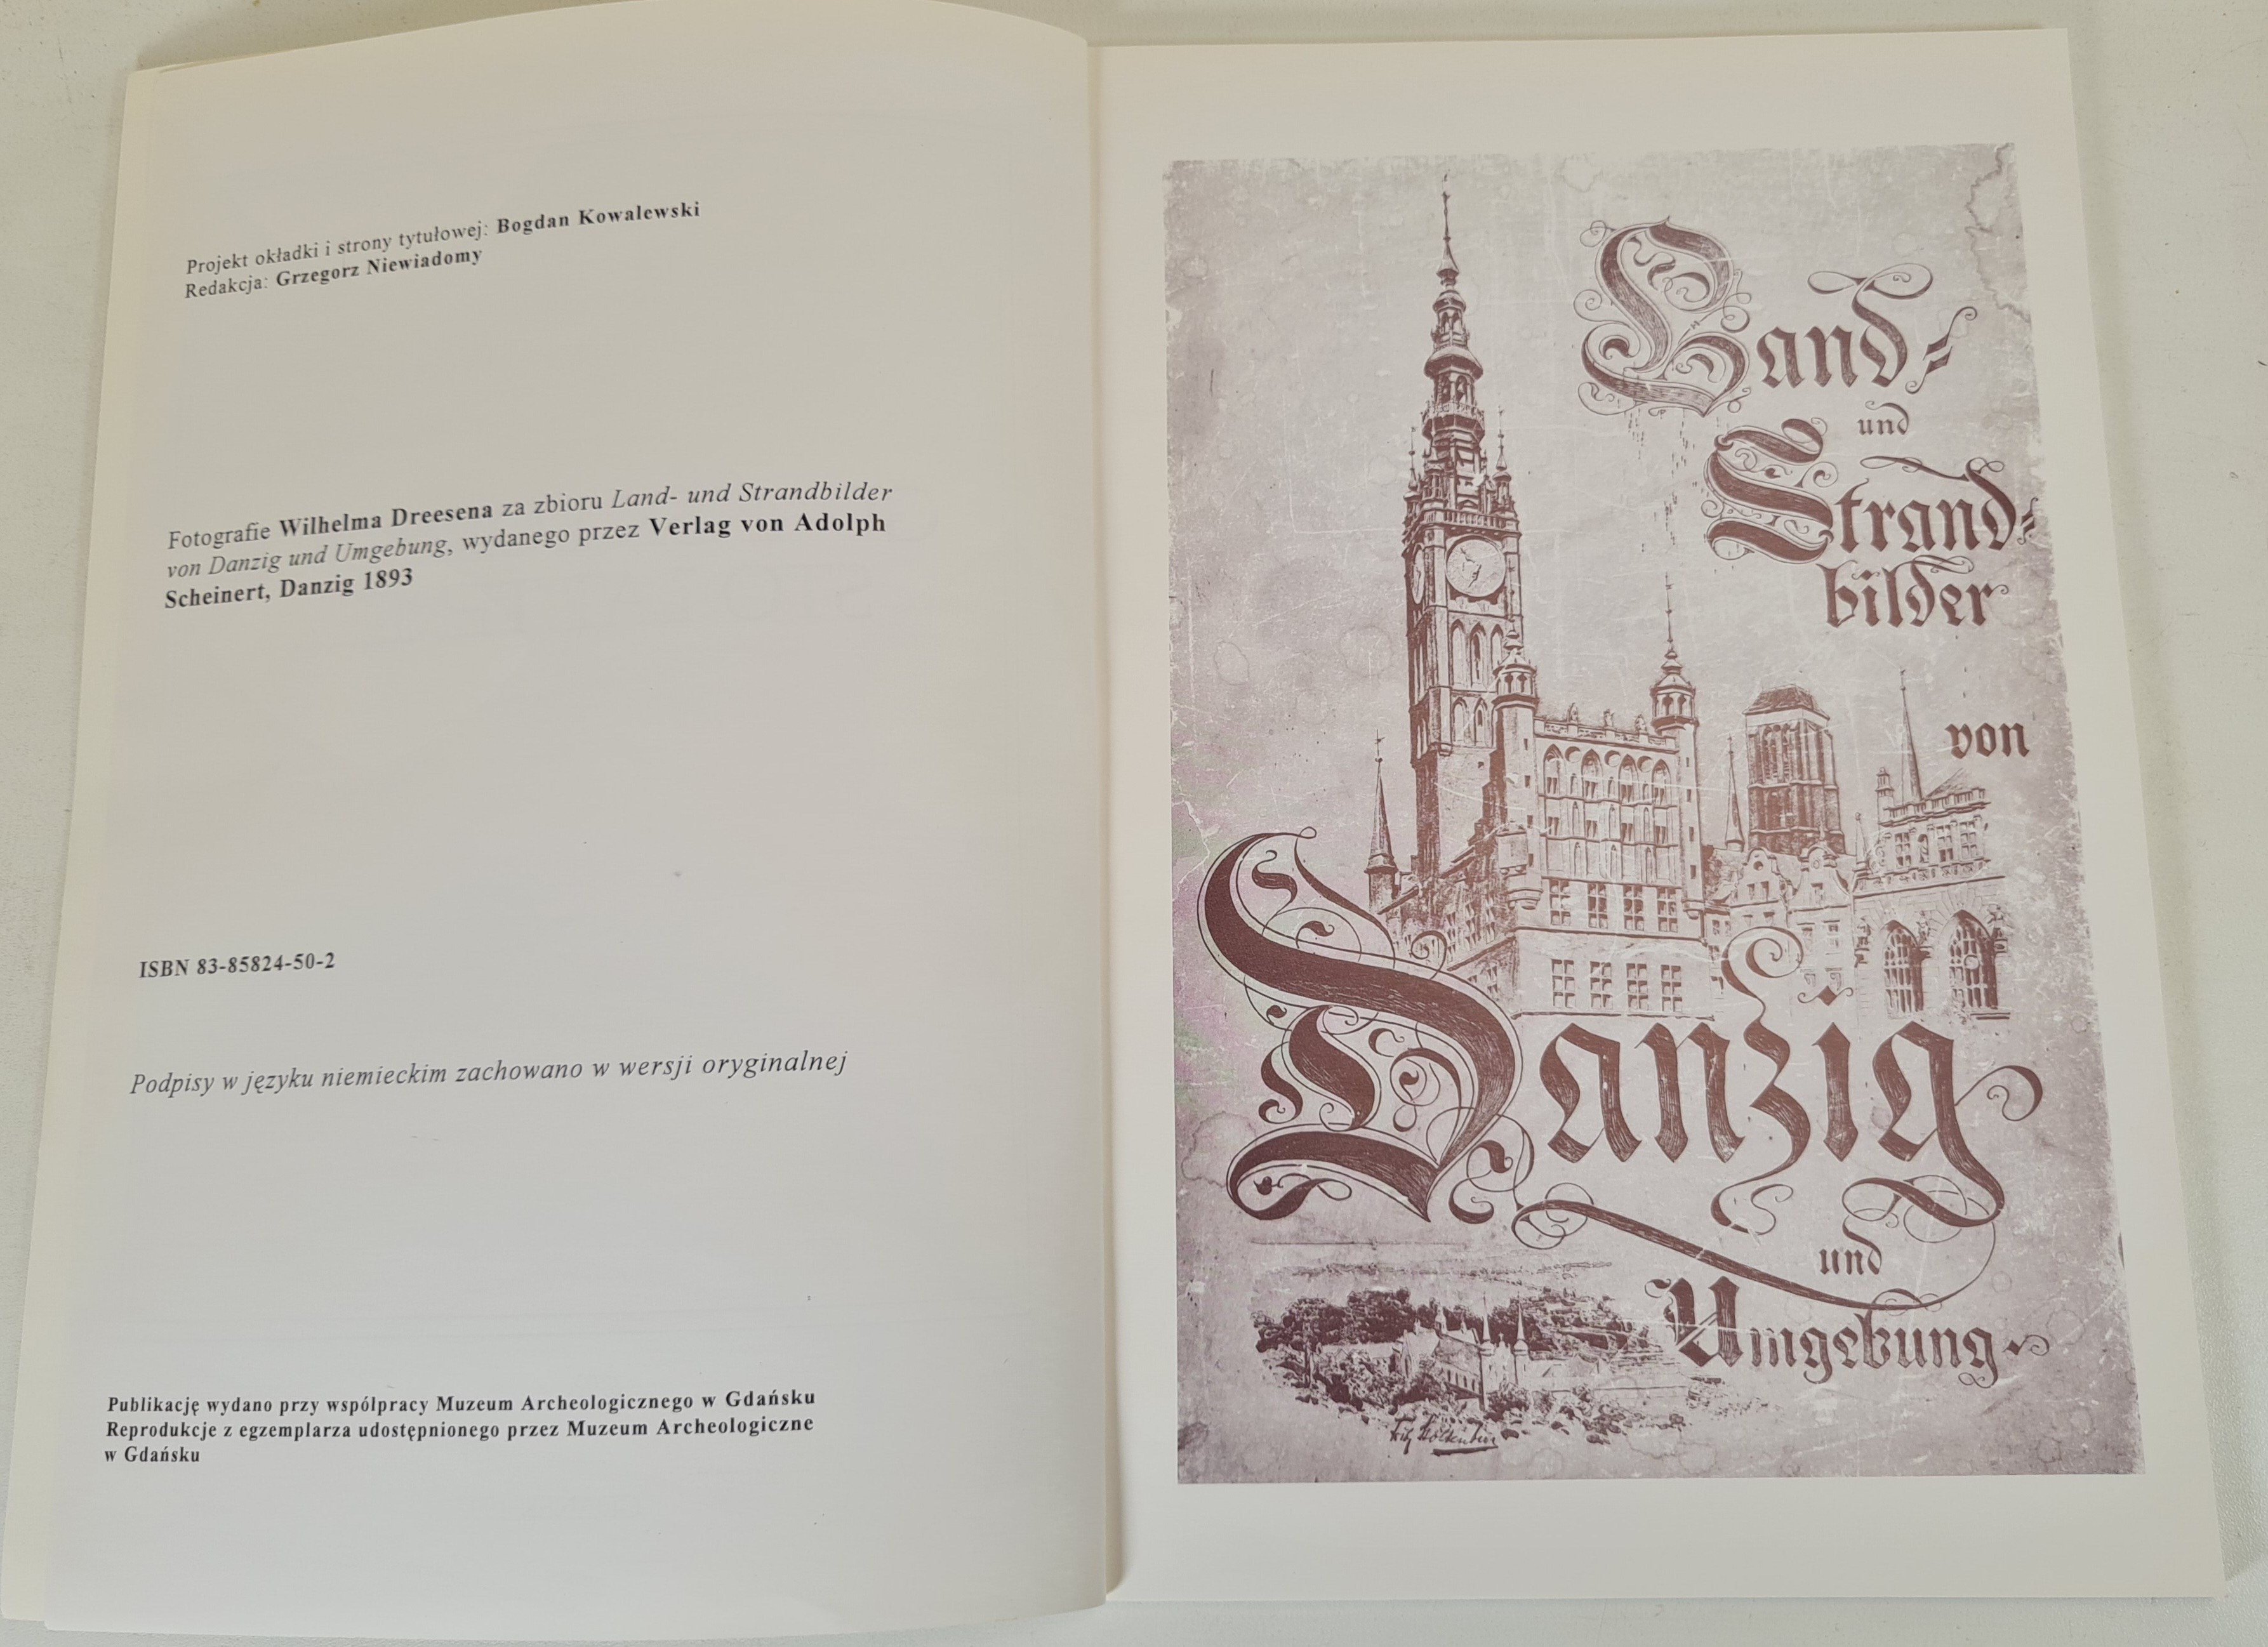 Projekt okładki i strony tytułowej: Bogdan Kowalewski
Redakcja: Grzegorz Niewiadomy
Fotografie Wilhelma Dreesena za zbioru Land- und Strandbilder
von Danzig und Umgebung, wydanego przez Verlag von Adolph
Scheinert, Danzig 1893
ISBN 83-85824-50-2
Podpisy w języku niemieckim zachowano w wersji oryginalnej
Publikację wydano przy współpracy Muzeum Archeologicznego w Gdańsku
Reprodukcje z egzemplarza udostępnionego przez Muzeum Archeologiczne
w Gdańsku
Land-
und
Strand-
bilder
von
Danzig
und
Umgebung